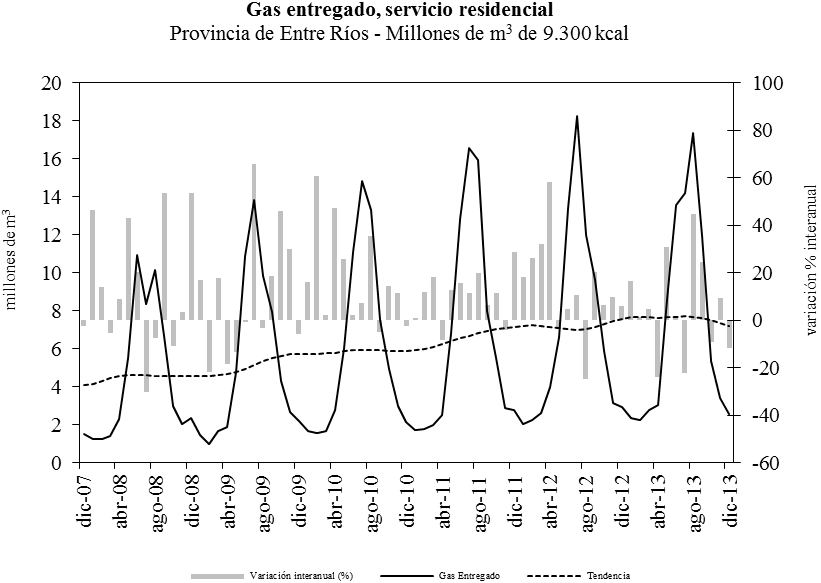 Gas entregado, servicio residencial
Provincia de Entre Ríos - Millones de m³ de 9.300 kcal
20
18
16
14
12
10
8
6
4
2
0
millones de m³
100
80
60
40
20
0
-20
-40
-60
variación % interanual
dic-07
abr-08
ago-08
dic-08
abr-09
ago-09
dic-09
abr-10
ago-10
dic-10
abr-11
ago-11
dic-11
abr-12
ago-12
dic-12
abr-13
ago-13
dic-13
Variación interanual (%)
Gas Entregado
Tendencia